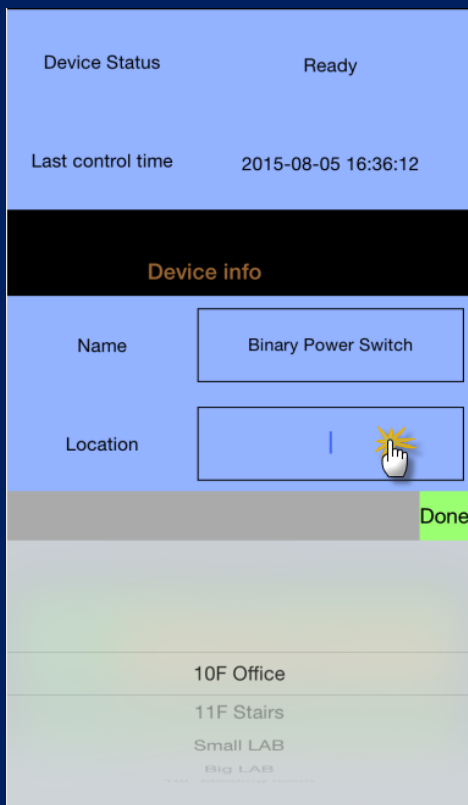 Device Status
Ready
Last control time
2015-08-05 16:36:12
Device info
Name
Binary Power Switch
Location
Done
10F Office
11F Stairs
Small LAB
Big LAB